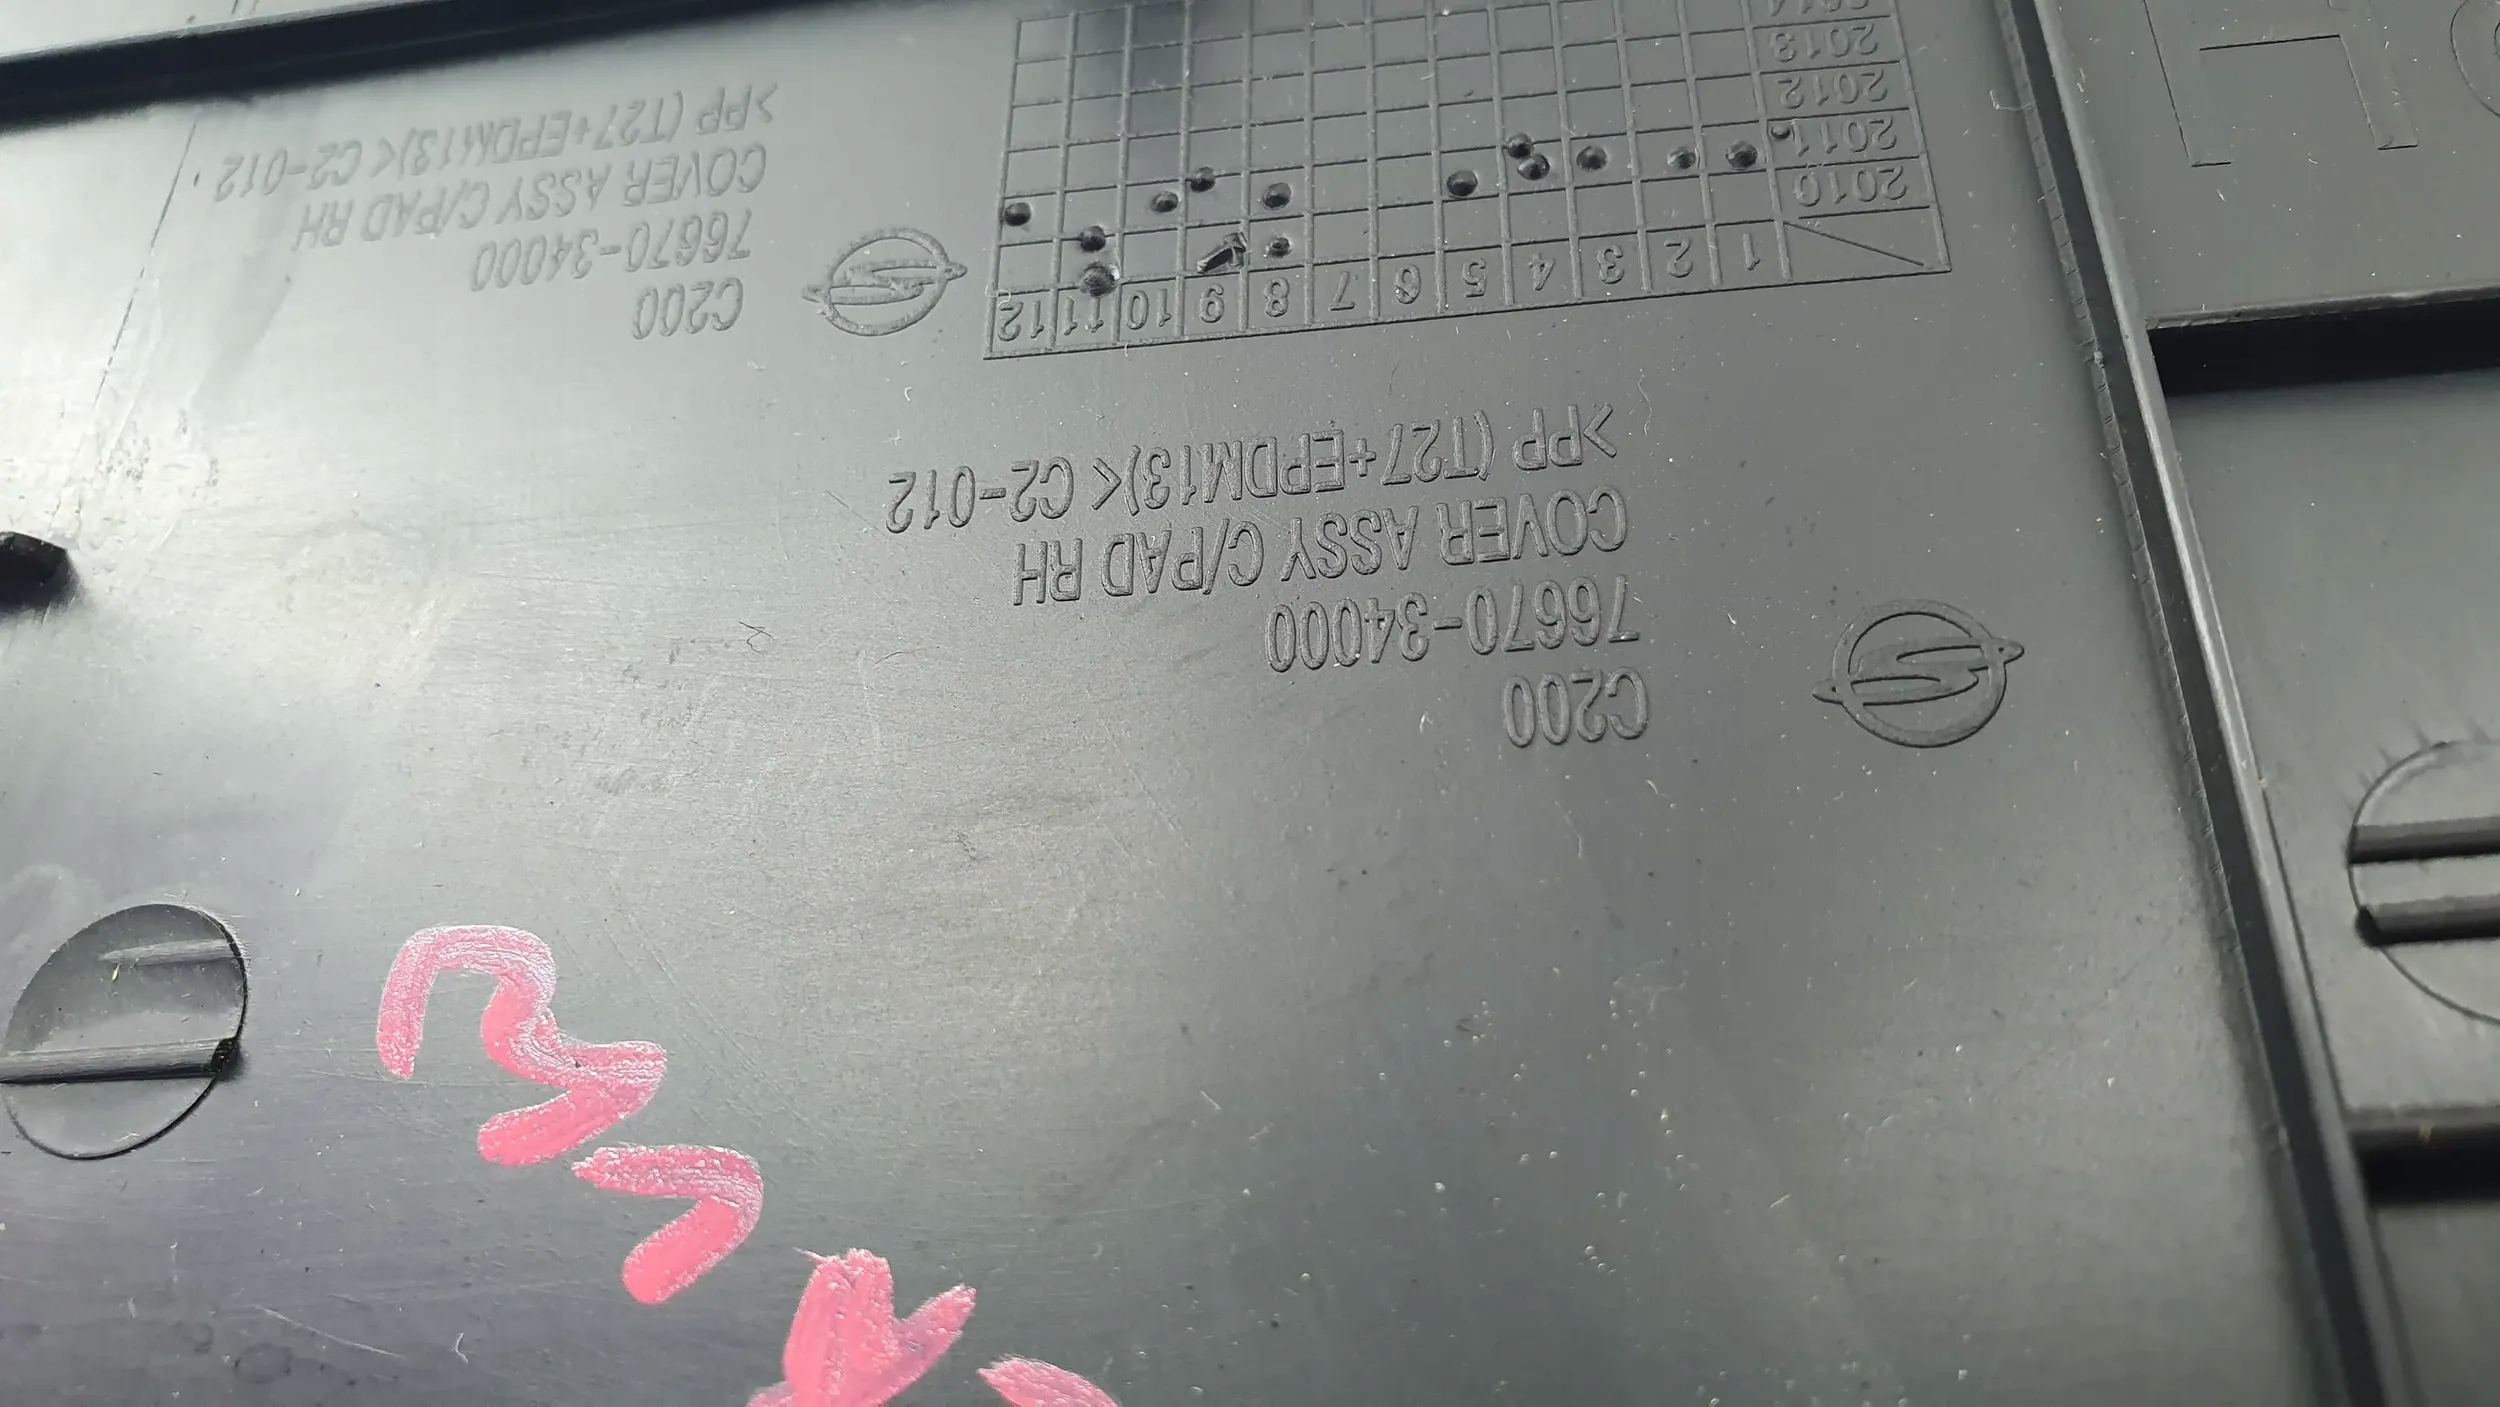 C200
76670-34000
COVER ASSY C/PAD RH
>PP (T27+EPDM13)< C2-012
1 2 3 4 5 6 7 8 9 10 11 12
2010
2011
2012
2013
2014
C200
76670-34000
COVER ASSY C/PAD RH
>PP (T27+EPDM13)< C2-012